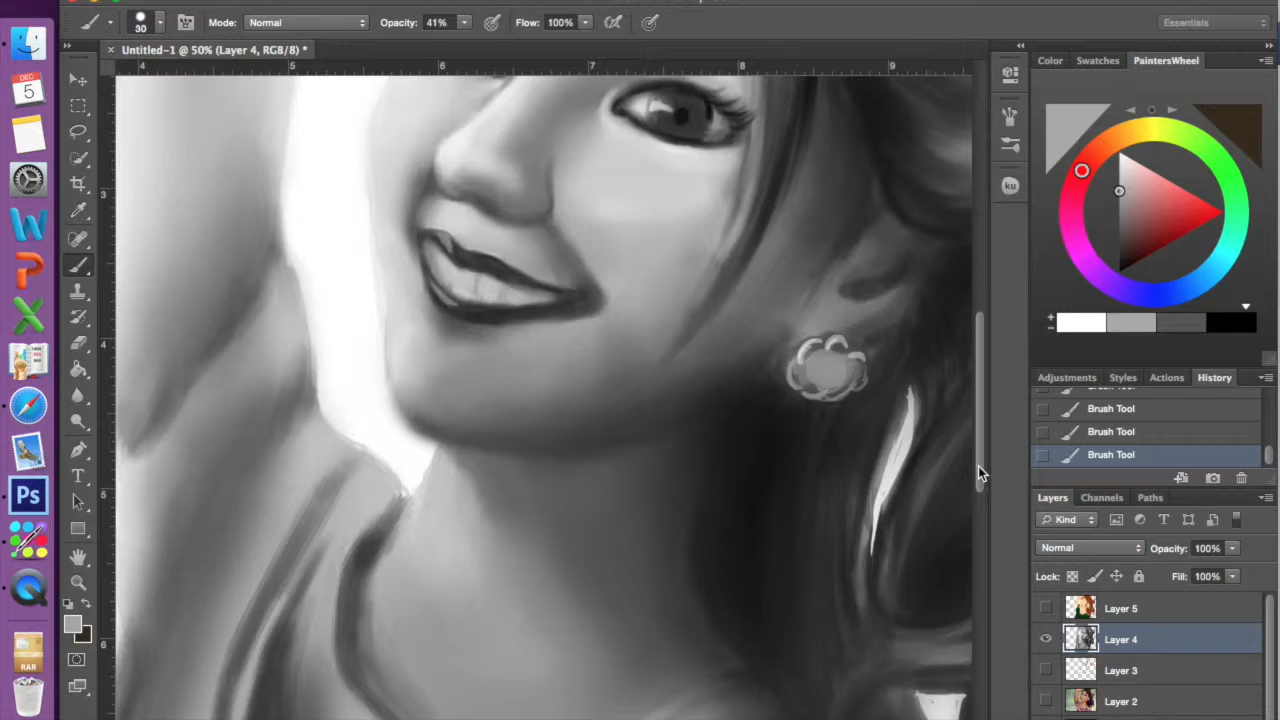 30
Mode: Normal
Opacity: 41%
Flow: 100%
Essentials
Untitled-1 @ 50% (Layer 4, RGB/8) *
4 5 6 7 8 9
3
4
5
6
DEC
5
W
P
X
Ps
RAR
T
ku
Color Swatches PaintersWheel
Adjustments Styles Actions History
Brush Tool
Brush Tool
Brush Tool
Brush Tool
Layers Channels Paths
Kind
T
Normal
Opacity: 100%
Lock:
Fill: 100%
Layer 5
Layer 4
Layer 3
Layer 2